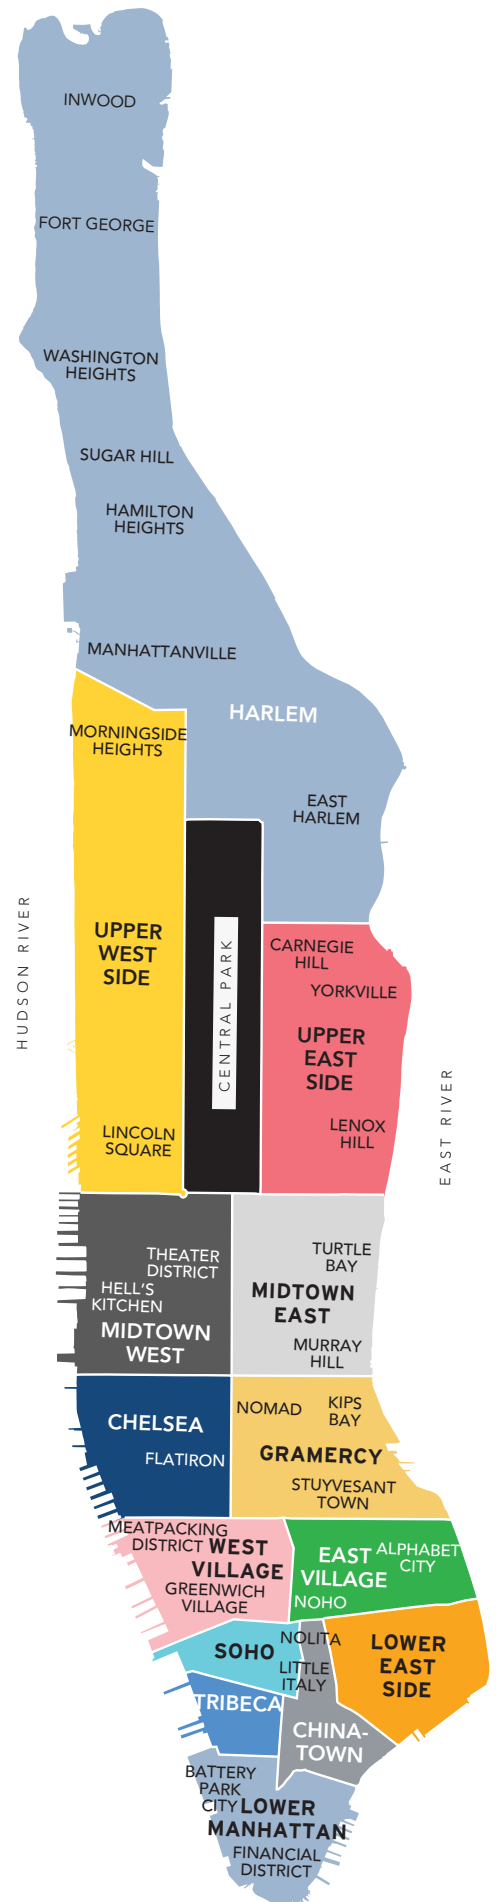 INWOOD
FORT GEORGE
WASHINGTON
HEIGHTS
SUGAR HILL
HAMILTON
HEIGHTS
MANHATTANVILLE
HARLEM
MORNINGSIDE
HEIGHTS
EAST
HARLEM
HUDSON RIVER
UPPER
WEST
SIDE
CENTRAL PARK
CARNEGIE
HILL
YORKVILLE
UPPER
EAST
SIDE
EAST RIVER
LINCOLN
SQUARE
LENOX
HILL
THEATER
DISTRICT
HELL'S
KITCHEN
MIDTOWN
WEST
TURTLE
BAY
MIDTOWN
EAST
MURRAY
HILL
CHELSEA
FLATIRON
NOMAD
KIPS
BAY
GRAMERCY
STUYVESANT
TOWN
MEATPACKING
DISTRICT
WEST
VILLAGE
GREENWICH
VILLAGE
EAST
VILLAGE
ALPHABET
CITY
NOHO
SOHO
NOLITA
LITTLE
ITALY
LOWER
EAST
SIDE
TRIBECA
CHINA-
TOWN
BATTERY
PARK
CITY
LOWER
MANHATTAN
FINANCIAL
DISTRICT